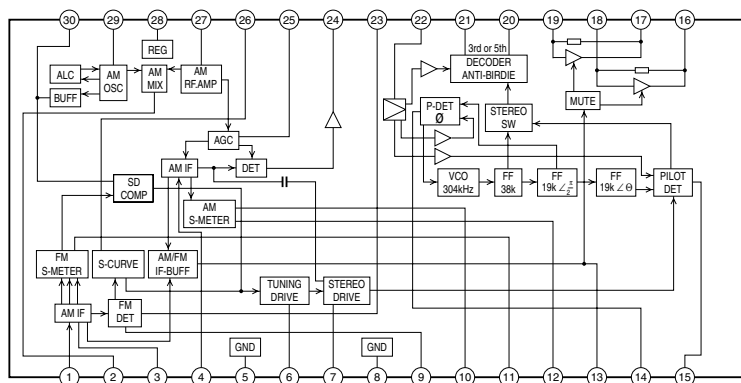 30 29 28 27 26 25 24 23 22 21 20 19 18 17 16
REG
3rd or 5th
DECODER
ANTI-BIRDIE
ALC
BUFF
AM
OSC
AM
MIX
AM
RF.AMP
P-DET
Ø
STEREO
SW
MUTE
AGC
AM IF
DET
SD
COMP
AM
S-METER
VCO
304kHz
FF
38k
FF
19k∠π/2
FF
19k∠Θ
PILOT
DET
FM
S-METER
S-CURVE
AM/FM
IF-BUFF
TUNING
DRIVE
STEREO
DRIVE
AM IF
FM
DET
GND
GND
1 2 3 4 5 6 7 8 9 10 11 12 13 14 15